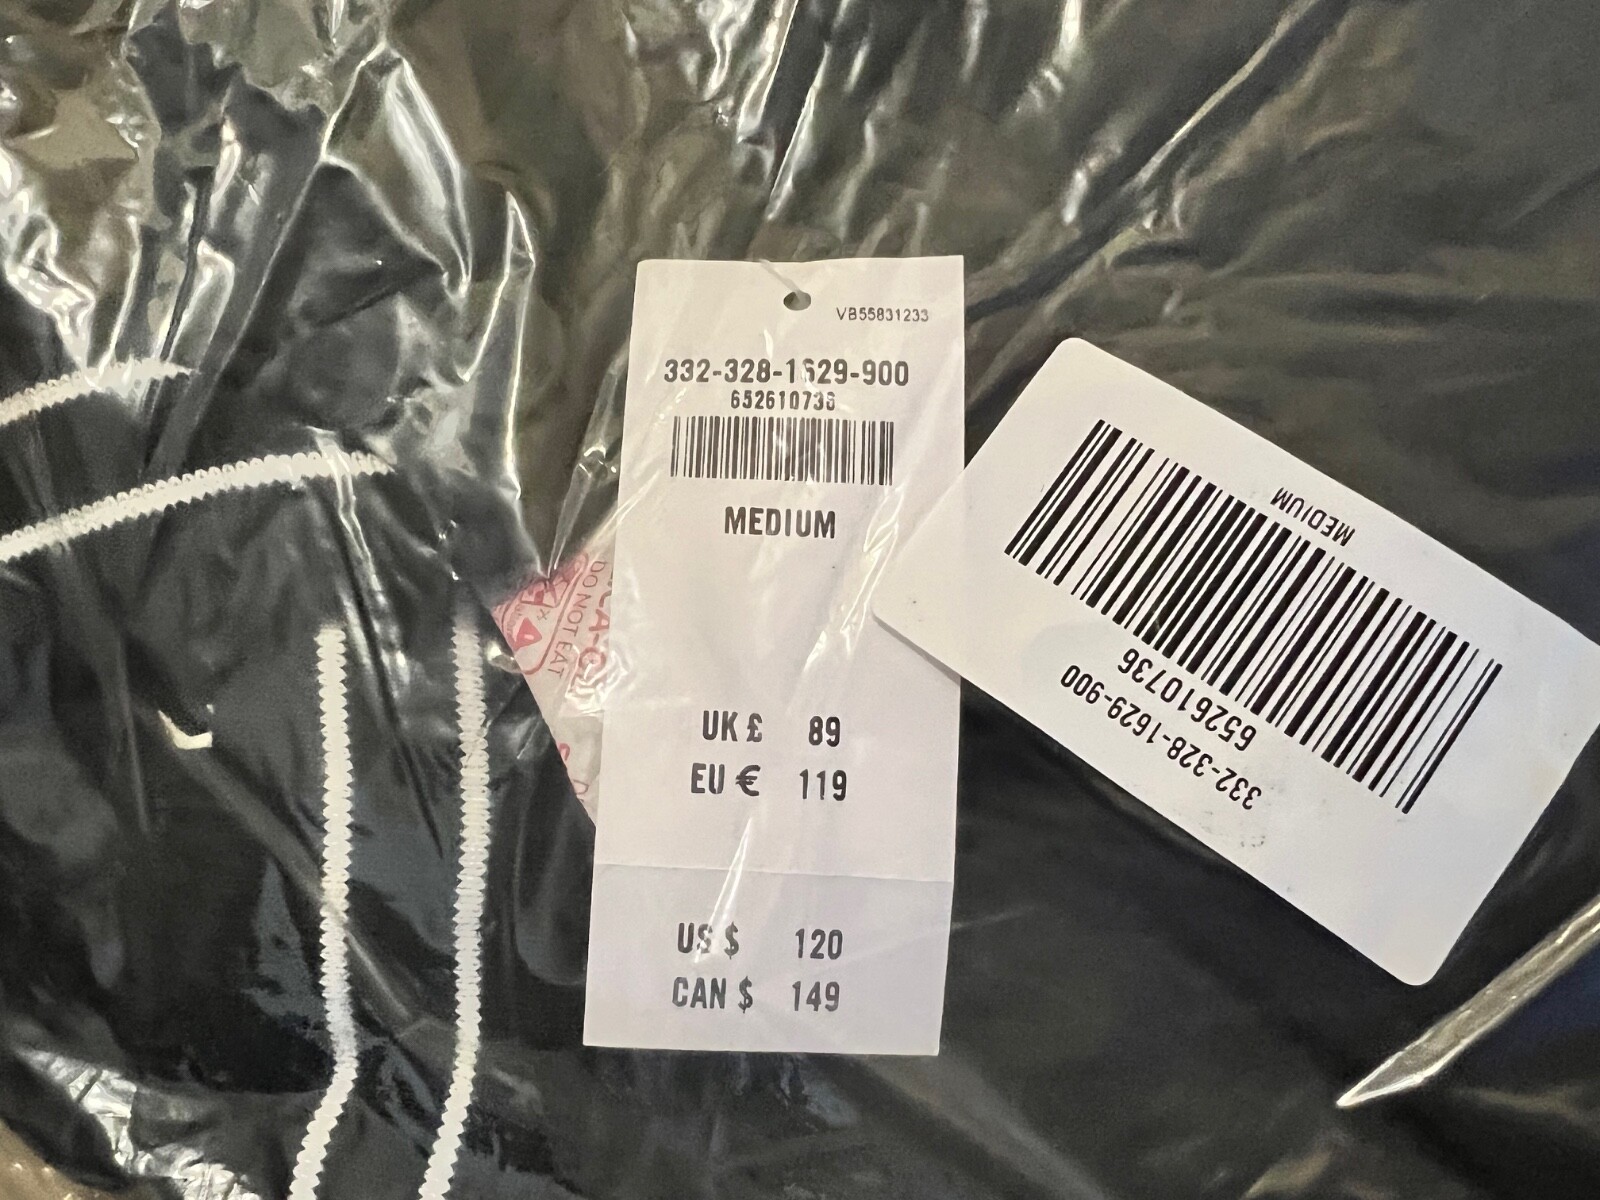 VB55831233
332-328-1629-900
652610736
MEDIUM
UK £ 89
EU € 119
US $ 120
CAN $ 149
DO NOT EAT
332-328-1629-900
652610736
MEDIUM